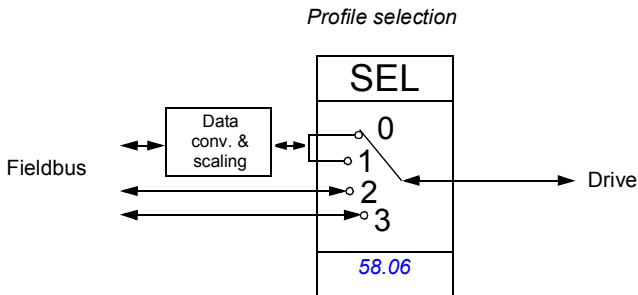 Profile selection
SEL
Data
conv. &
scaling
0
1
2
3
Fieldbus
Drive
58.06